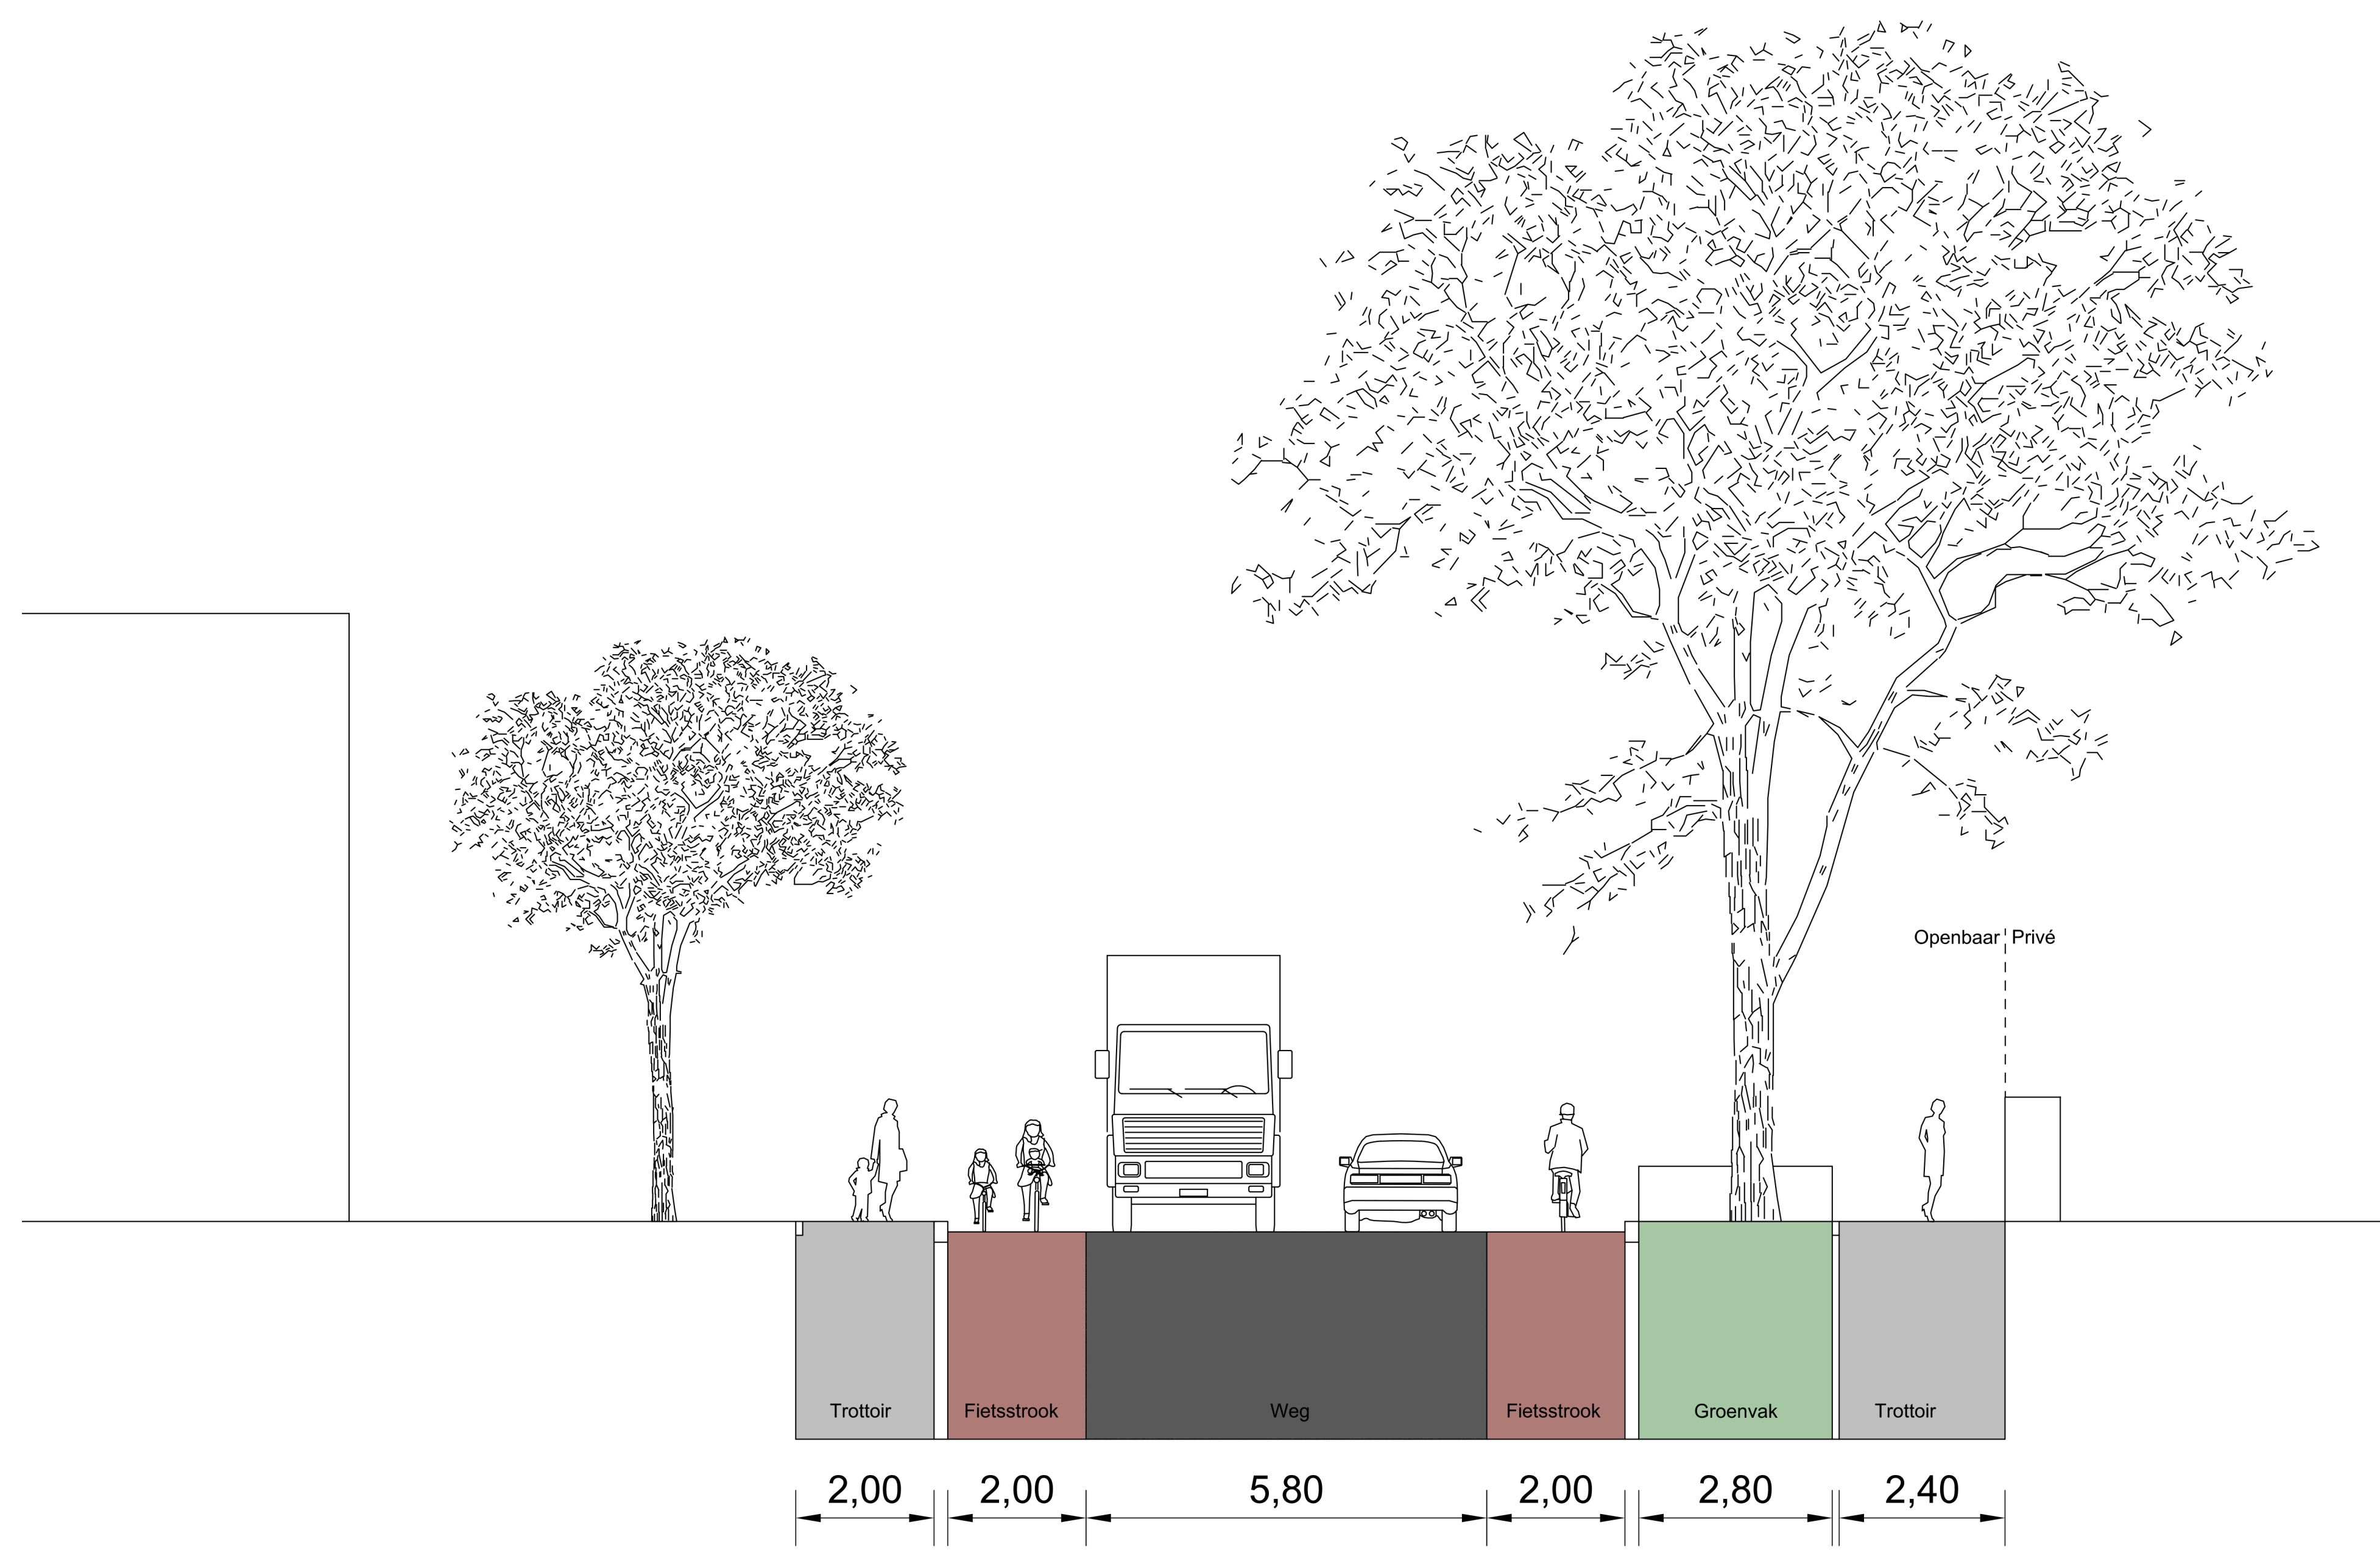 Openbaar Privé
Trottoir Fietsstrook Weg Fietsstrook Groenvak Trottoir
2,00 2,00 5,80 2,00 2,80 2,40